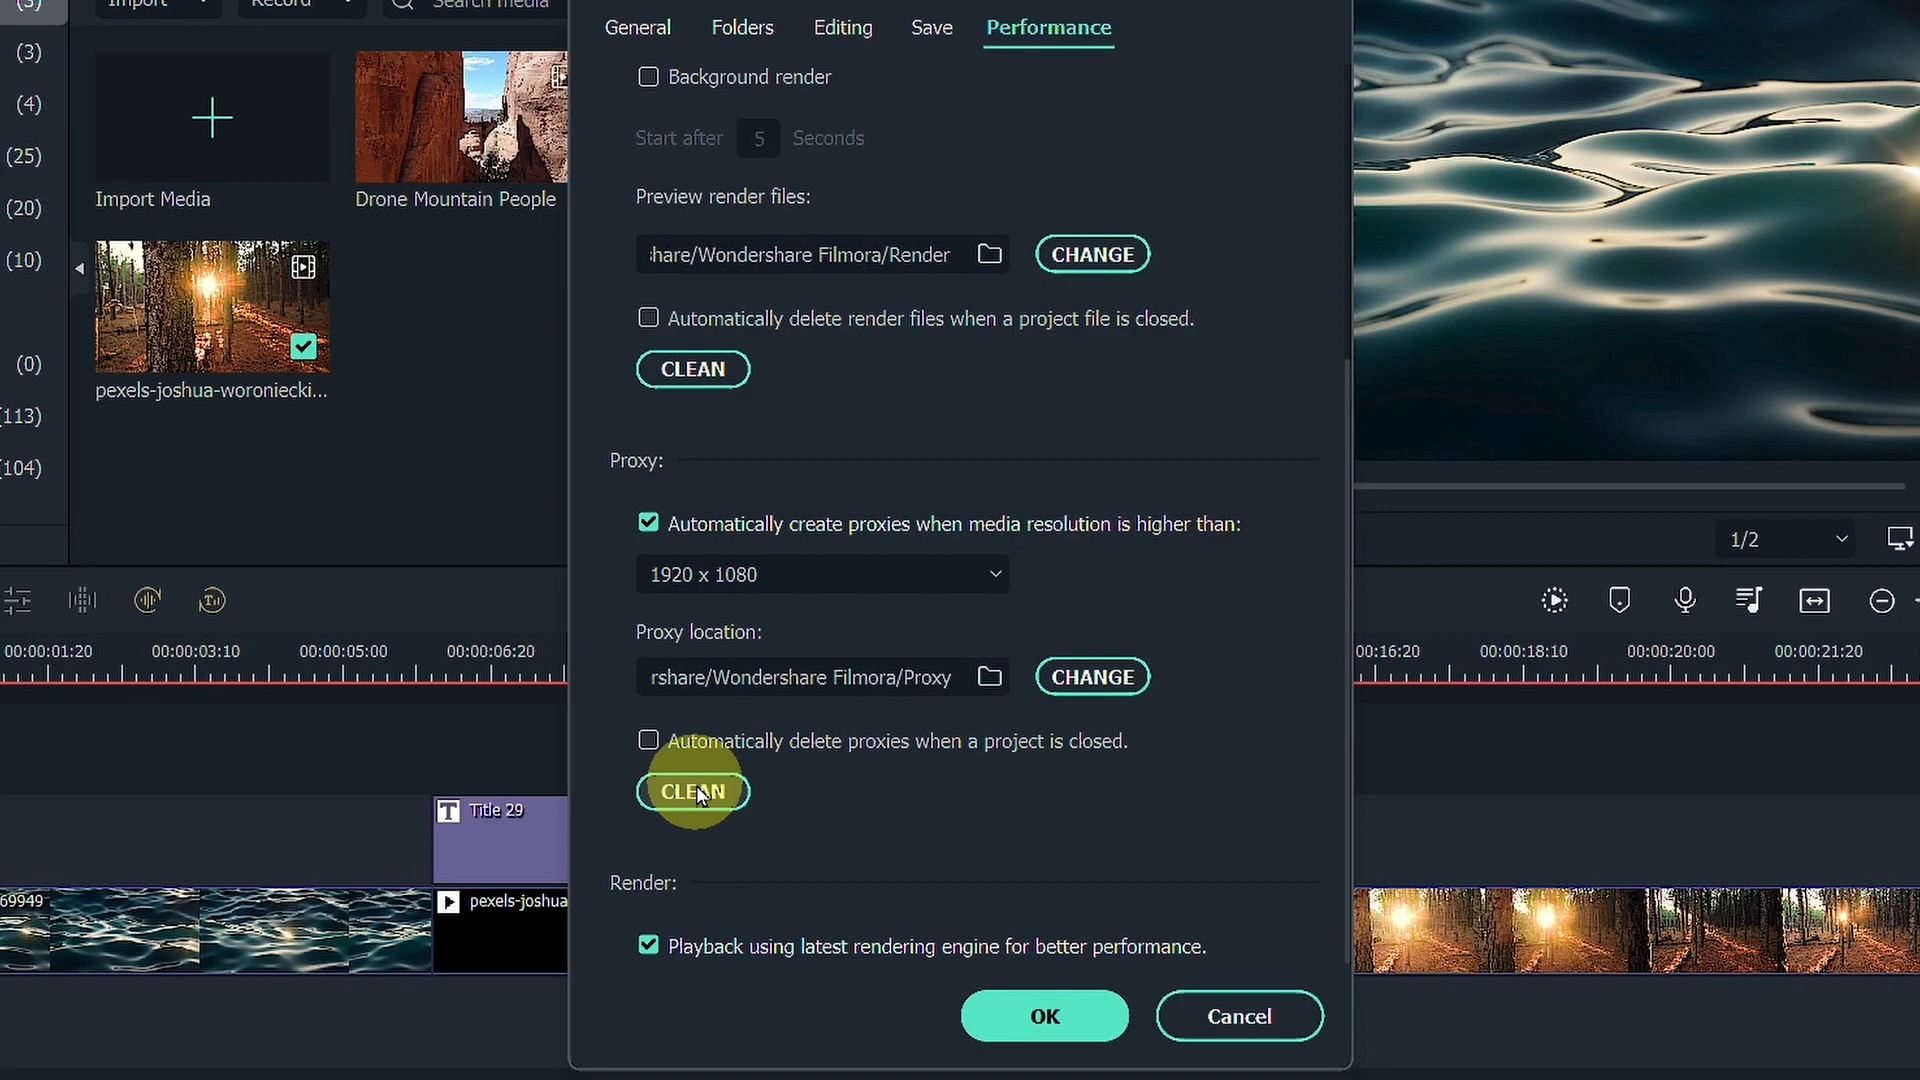 (3)
Import
Record
Search media
(3)
(4)
(25)
(20)
(10)
(0)
(113)
(104)
Import Media
Drone Mountain People
pexels-joshua-woroniecki...
General
Folders
Editing
Save
Performance
Background render
Start after 5 Seconds
Preview render files:
hare/Wondershare Filmora/Render
CHANGE
Automatically delete render files when a project file is closed.
CLEAN
Proxy:
Automatically create proxies when media resolution is higher than:
1920 x 1080
Proxy location:
rshare/Wondershare Filmora/Proxy
CHANGE
Automatically delete proxies when a project is closed.
CLEAN
Render:
Playback using latest rendering engine for better performance.
OK
Cancel
1/2
00:00:01:20
00:00:03:10
00:00:05:00
00:00:06:20
00:16:20
00:00:18:10
00:00:20:00
00:00:21:20
T Title 29
69949
pexels-joshua